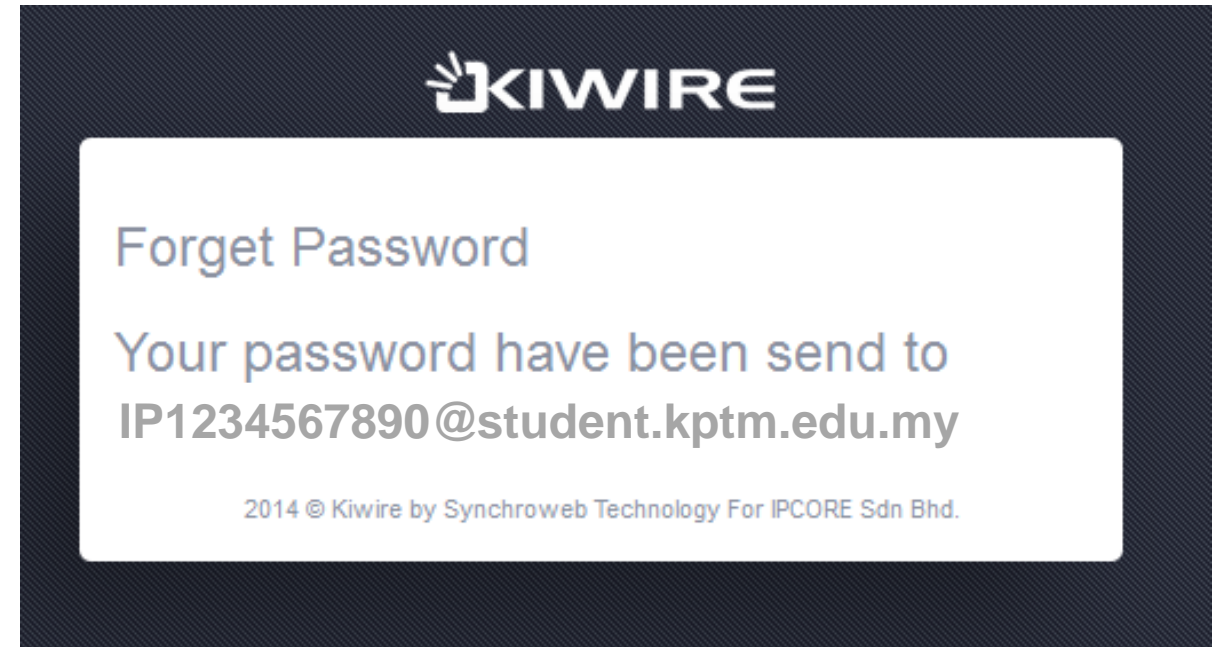 KIWIRE
Forget Password
Your password have been send to
IP1234567890@student.kptm.edu.my
2014 © Kiwire by Synchroweb Technology For IPCORE Sdn Bhd.